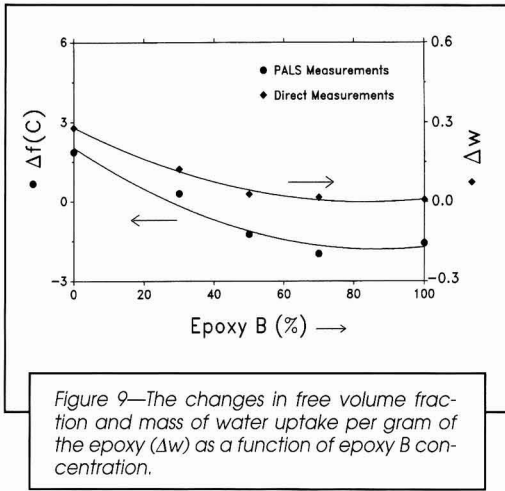 6
3
0
−3
● Δf(C)
● PALS Measurements
◆ Direct Measurements
0.6
0.3
0.0
−0.3
◆ Δw
0 20 40 60 80 100
Epoxy B (%) →
Figure 9—The changes in free volume frac-
tion and mass of water uptake per gram of
the epoxy (Δw) as a function of epoxy B con-
centration.